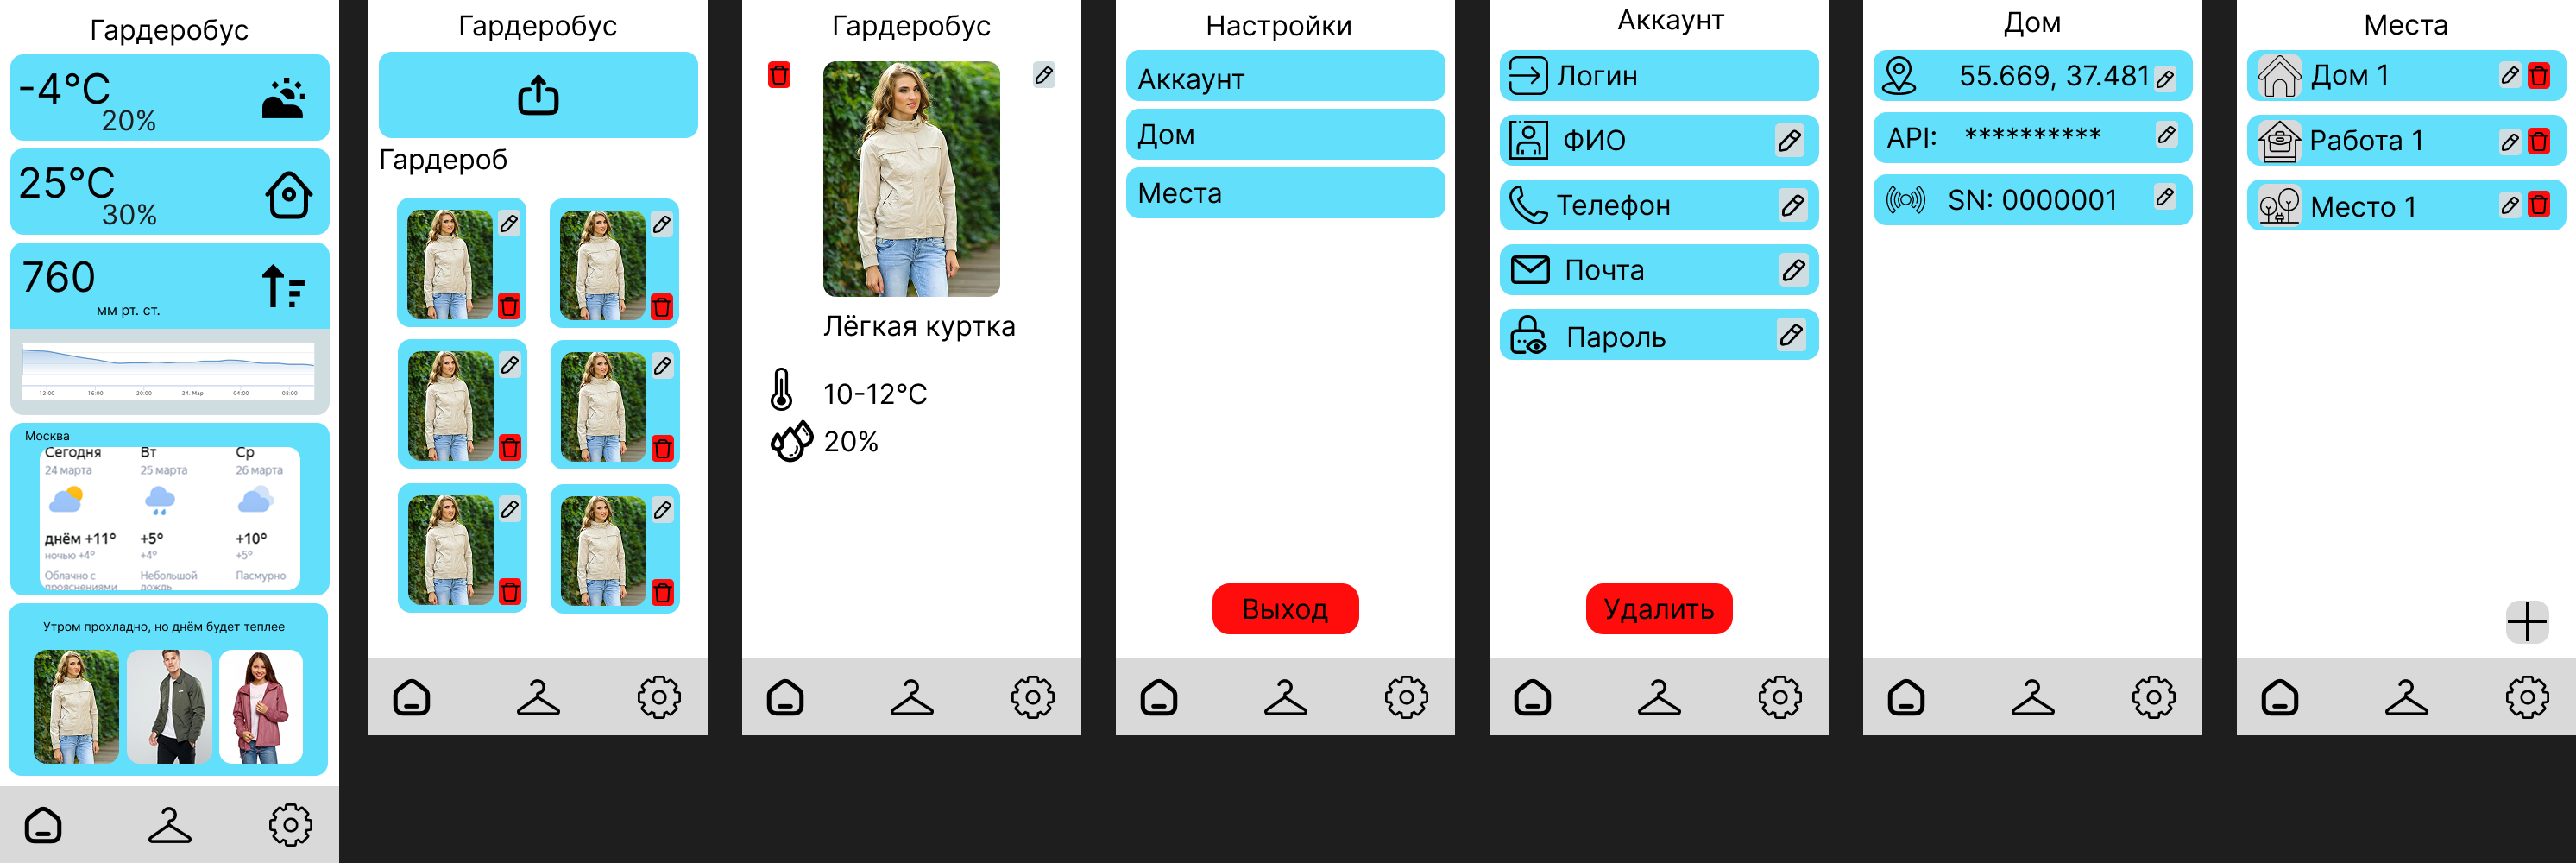 Гардеробус
-4°C
20%
25°C
30%
760
мм рт. ст.
12:00 16:00 20:00 24. Мар 04:00 08:00
Москва
Сегодня Вт Ср
24 марта 25 марта 26 марта
днём +11° +5° +10°
ночью +4° +4° +5°
Облачно с Небольшой Пасмурно
прояснениями дождь
Утром прохладно, но днём будет теплее
Гардеробус
Гардероб
Гардеробус
Лёгкая куртка
10-12°C
20%
Настройки
Аккаунт
Дом
Места
Выход
Аккаунт
Логин
ФИО
Телефон
Почта
Пароль
Удалить
Дом
55.669, 37.481
API: **********
SN: 0000001
Места
Дом 1
Работа 1
Место 1